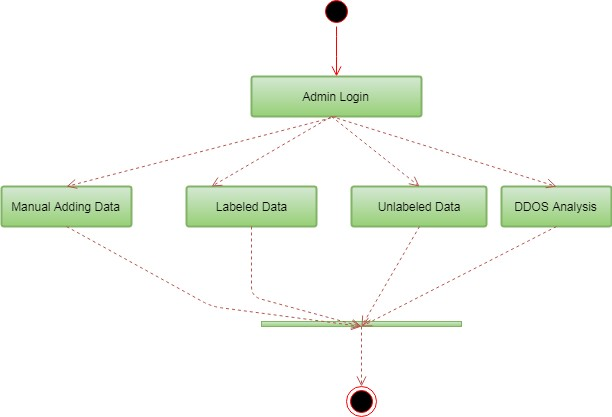 Admin Login
Manual Adding Data
Labeled Data
Unlabeled Data
DDOS Analysis